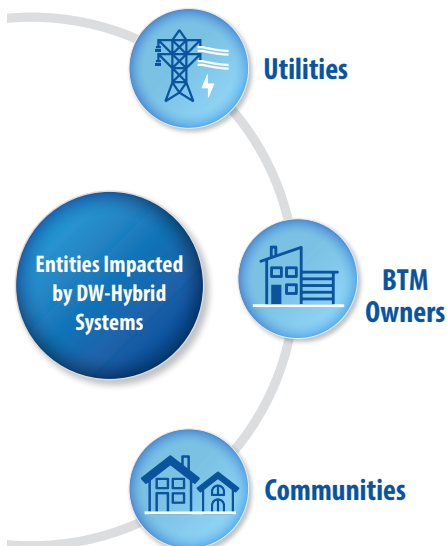 Utilities
Entities Impacted
by DW-Hybrid
Systems
BTM
Owners
Communities